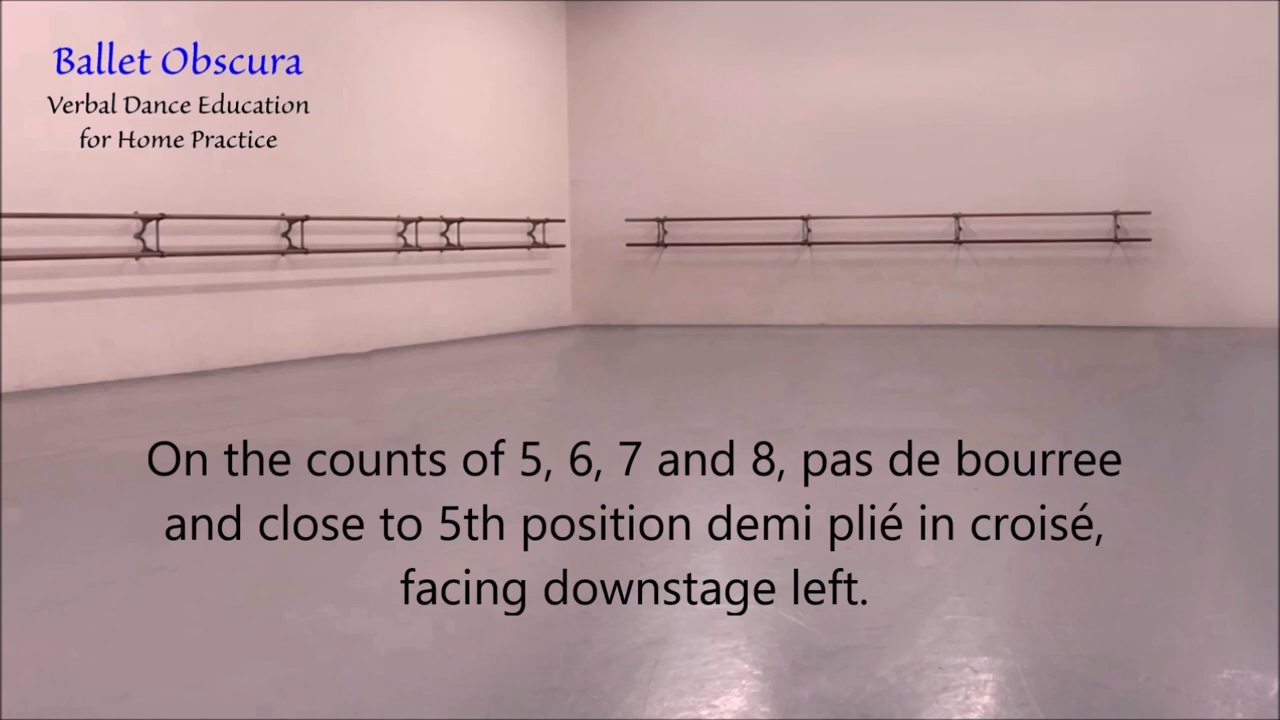 Ballet Obscura
Verbal Dance Education
for Home Practice
On the counts of 5, 6, 7 and 8, pas de bourree
and close to 5th position demi plié in croisé,
facing downstage left.